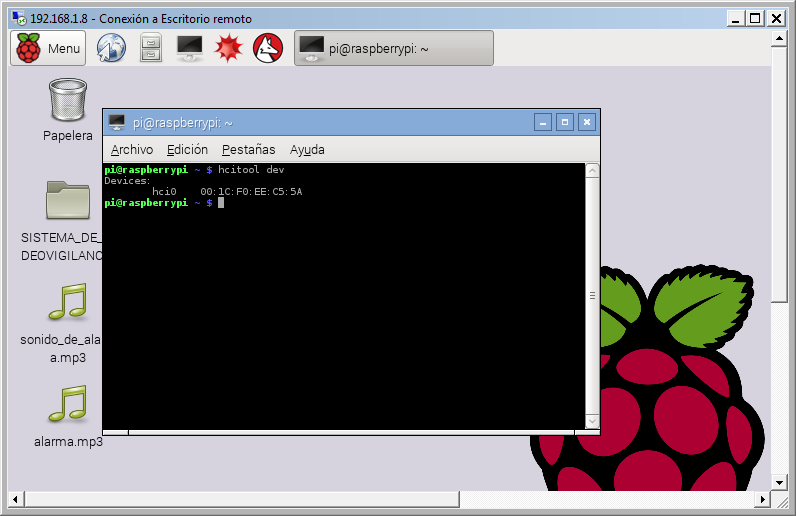 192.168.1.8 - Conexión a Escritorio remoto
Menu
pi@raspberrypi: ~
Papelera
SISTEMA_DE_
DEOVIGILANC
sonido_de_ala
a.mp3
alarma.mp3
pi@raspberrypi: ~
Archivo Edición Pestañas Ayuda
pi@raspberrypi ~ $ hcitool dev
Devices:
hci0 00:1C:F0:EE:C5:5A
pi@raspberrypi ~ $